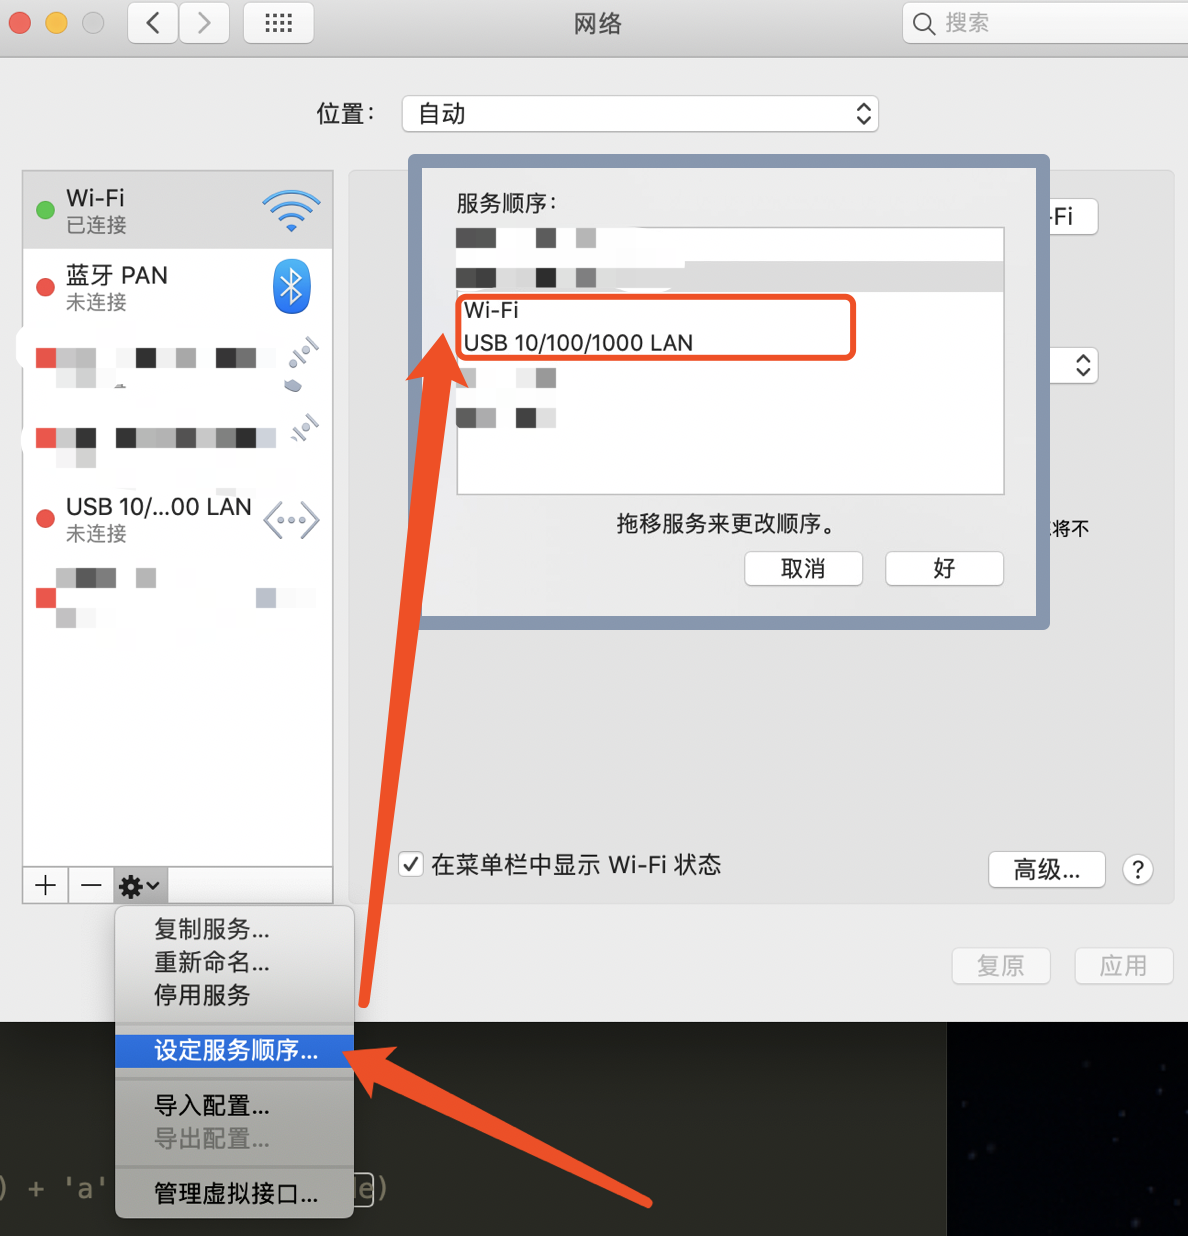 网络
搜索
位置：
自动
Wi-Fi
已连接
蓝牙 PAN
未连接
USB 10/...00 LAN
未连接
服务顺序：
Wi-Fi
USB 10/100/1000 LAN
拖移服务来更改顺序。
取消
好
-Fi
将不
在菜单栏中显示 Wi-Fi 状态
高级...
?
复制服务...
重新命名...
停用服务
设定服务顺序...
导入配置...
导出配置...
管理虚拟接口...
复原
应用
) + 'a'
e)